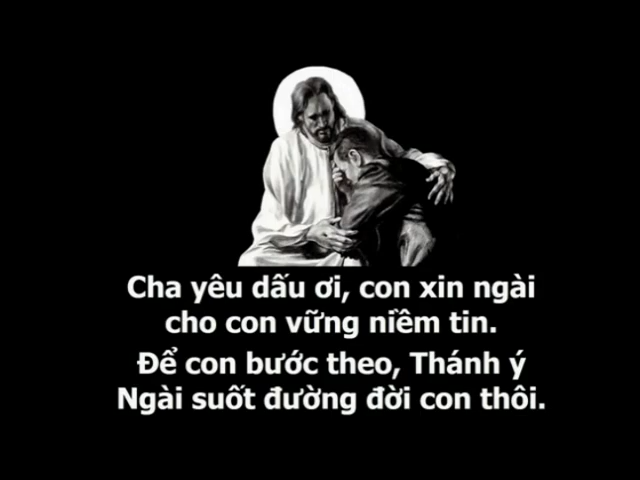 Cha yêu dấu ơi, con xin ngài
cho con vững niềm tin.
Để con bước theo, Thánh ý
Ngài suốt đường đời con thôi.